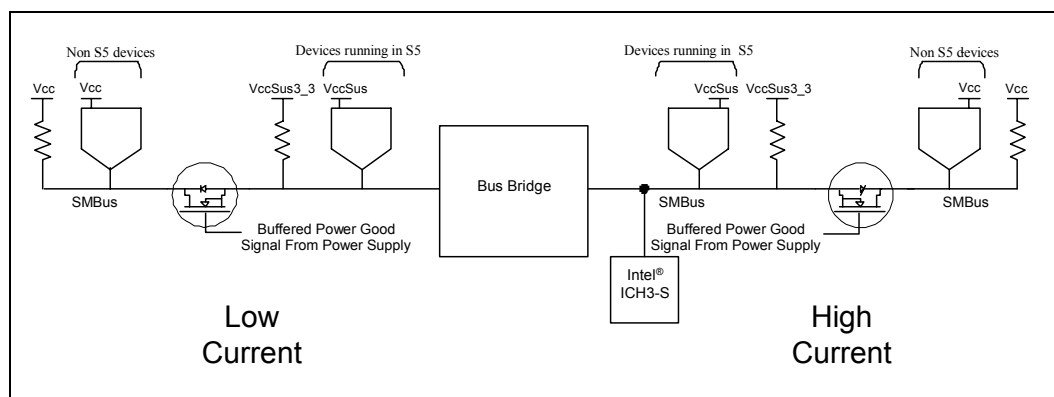 Non S5 devices
Devices running in S5
Devices running in  S5
Non S5 devices
Vcc
Vcc
VccSus3_3
VccSus
VccSus
VccSus3_3
Vcc
Vcc
Bus Bridge
SMBus
SMBus
SMBus
Buffered Power Good
Signal From Power Supply
Buffered Power Good
Signal From Power Supply
Intel®
ICH3-S
Low
Current
High
Current